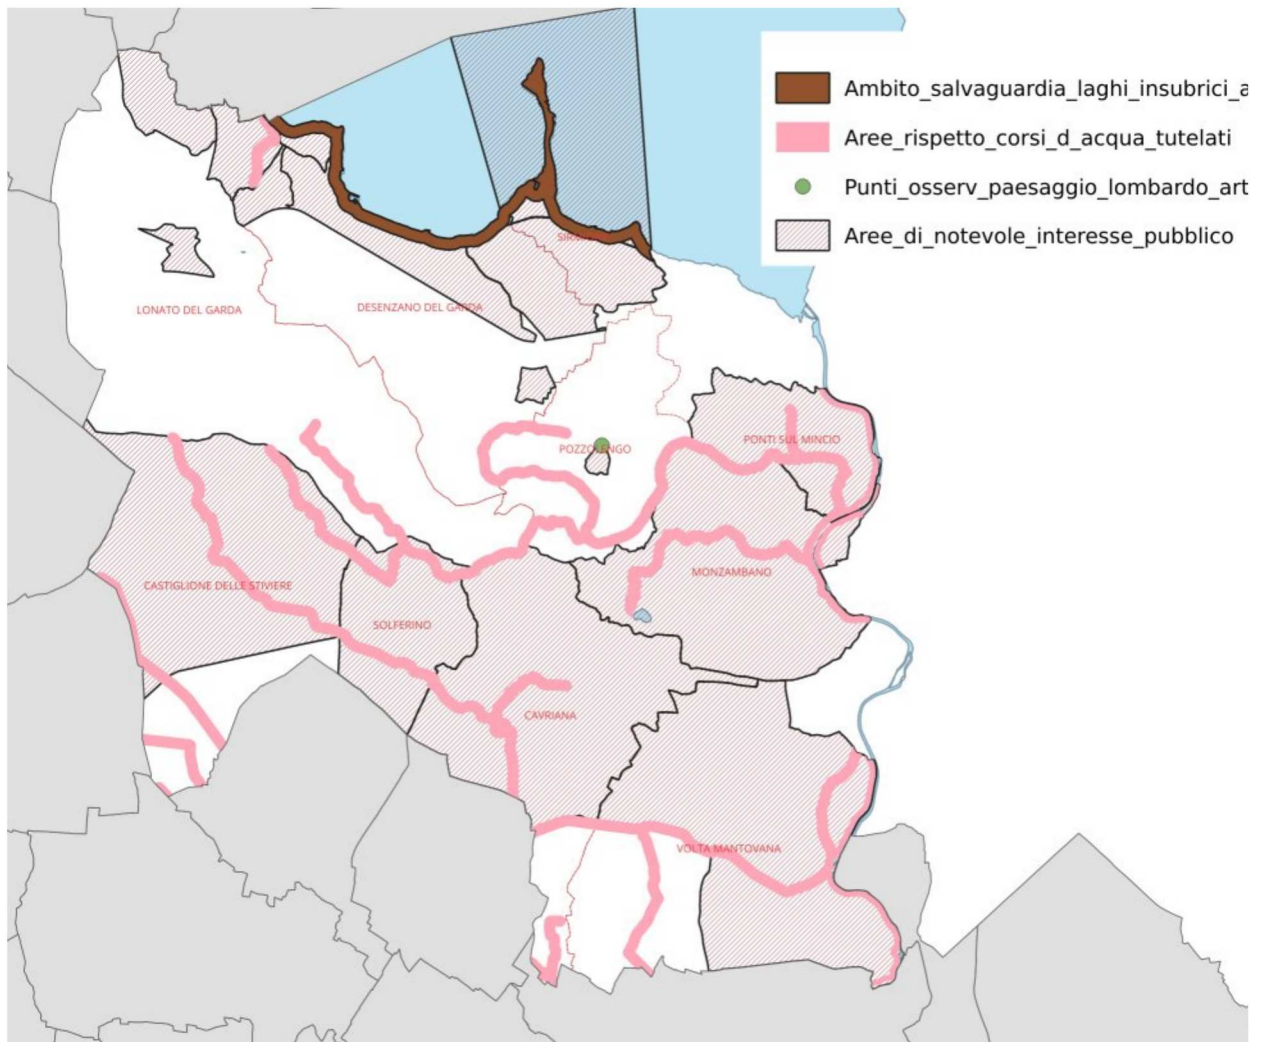 Ambito_salvaguardia_laghi_insubrici_a
Aree_rispetto_corsi_d_acqua_tutelati
Punti_osserv_paesaggio_lombardo_art
Aree_di_notevole_interesse_pubblico
LONATO DEL GARDA
DESENZANO DEL GARDA
PONTI SUL MINCIO
MONZAMBANO
CASTIGLIONE DELLE STIVIERE
SOLFERINO
CAVRIANA
VOLTA MANTOVANA